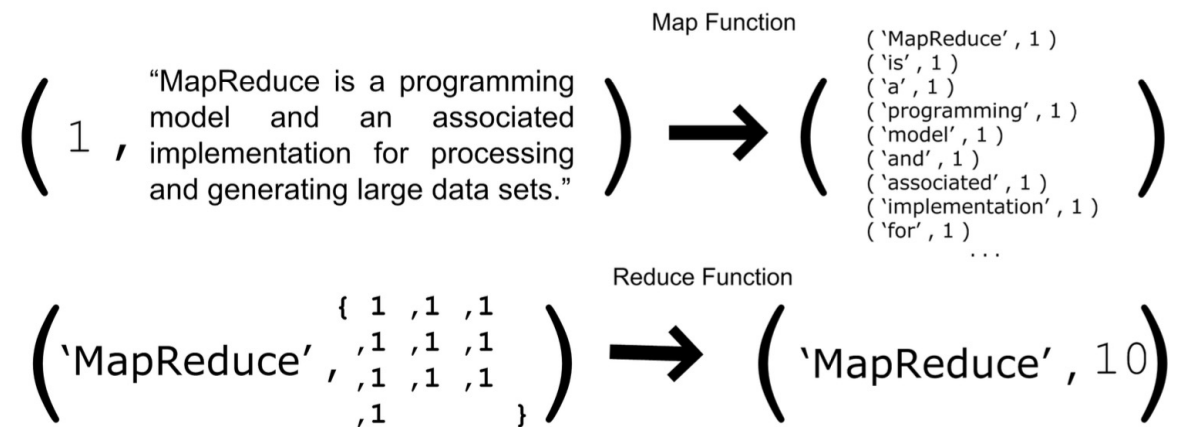 Map Function
( 1 , “MapReduce is a programming
model and an associated
implementation for processing
and generating large data sets.” )
→
( ( ‘MapReduce’ , 1 )
( ‘is’ , 1 )
( ‘a’ , 1 )
( ‘programming’ , 1 )
( ‘model’ , 1 )
( ‘and’ , 1 )
( ‘associated’ , 1 )
( ‘implementation’ , 1 )
( ‘for’ , 1 )
... )
Reduce Function
( ‘MapReduce’ , { 1 ,1 ,1
,1 ,1 ,1
,1 ,1 ,1
,1 } )
→
( ‘MapReduce’ , 10 )